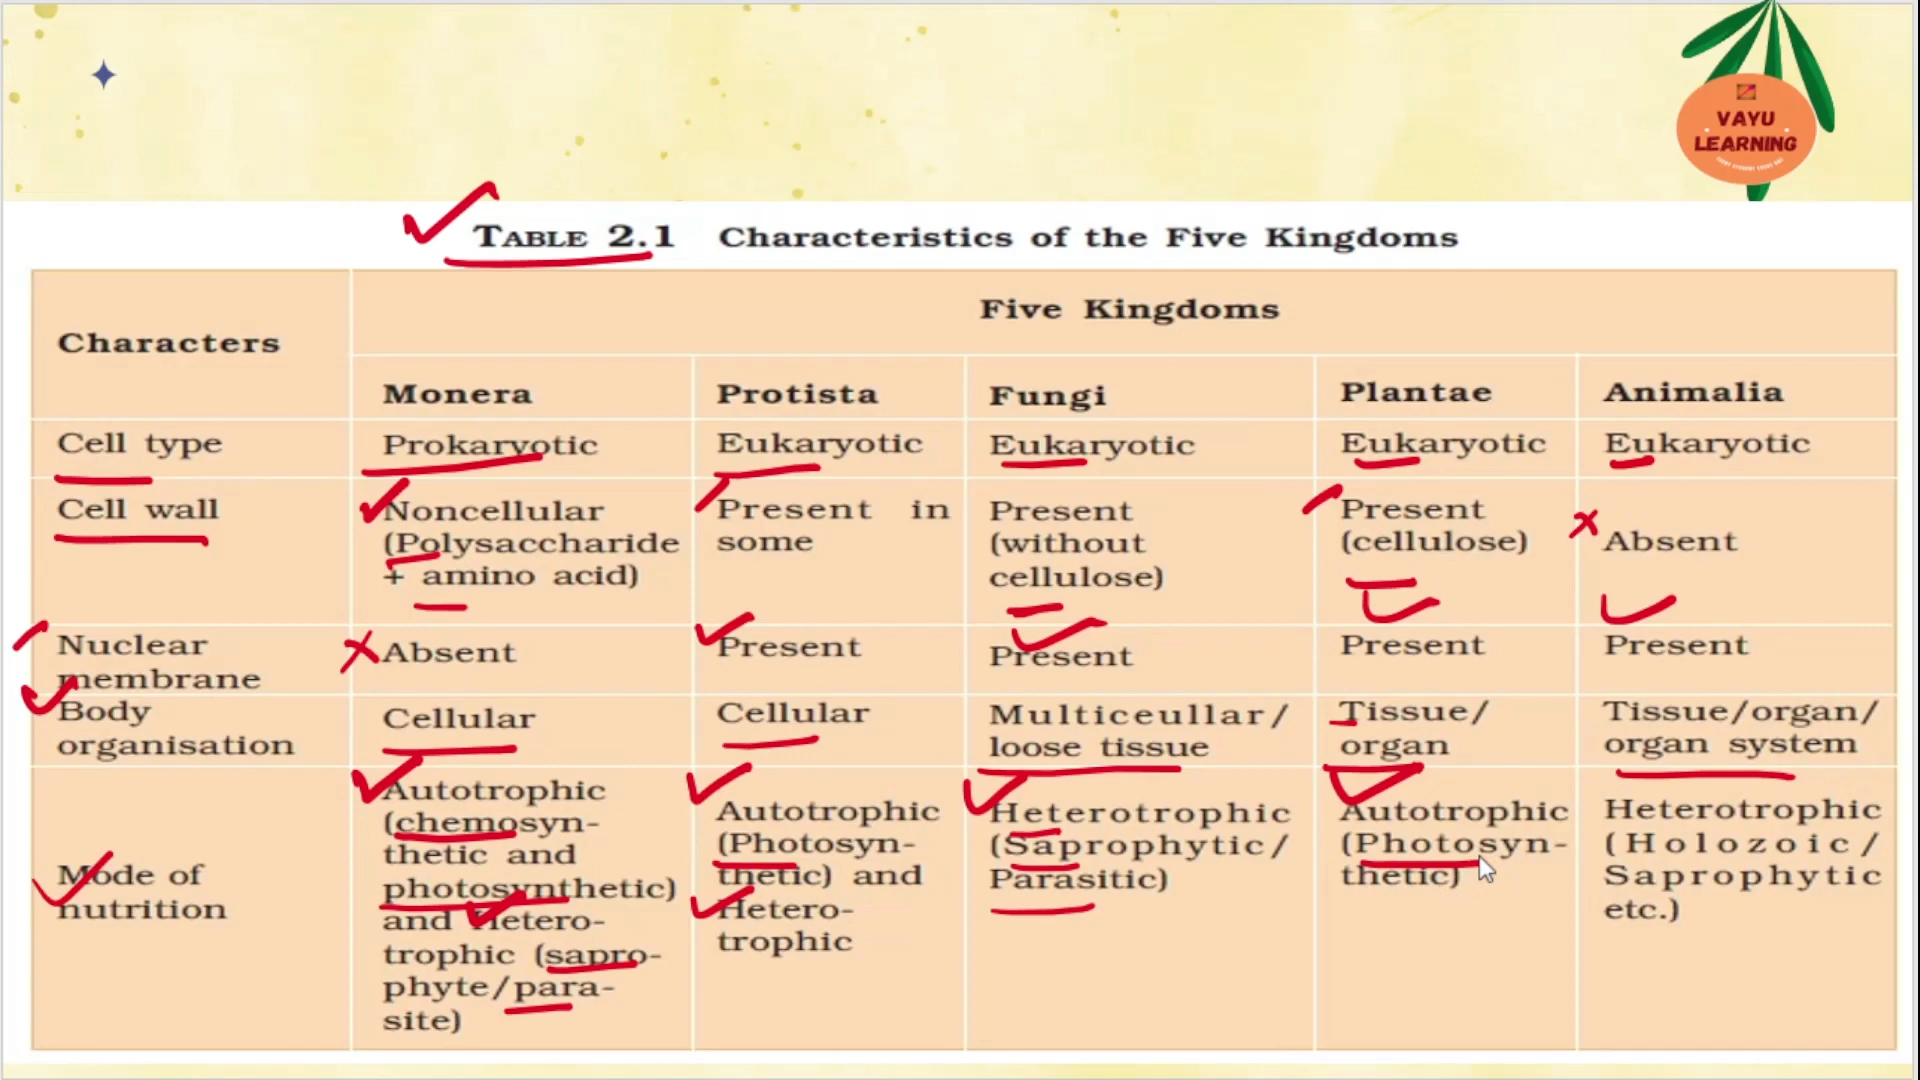 VAYU
LEARNING
TABLE 2.1 Characteristics of the Five Kingdoms
Characters
Five Kingdoms
Monera
Protista
Fungi
Plantae
Animalia
Cell type
Prokaryotic
Eukaryotic
Eukaryotic
Eukaryotic
Eukaryotic
Cell wall
Noncellular
(Polysaccharide
+ amino acid)
Present in
some
Present
(without
cellulose)
Present
(cellulose)
Absent
Nuclear
membrane
Absent
Present
Present
Present
Present
Body
organisation
Cellular
Cellular
Multiceullar/
loose tissue
Tissue/
organ
Tissue/organ/
organ system
Mode of
nutrition
Autotrophic
(chemosyn-
thetic and
photosynthetic)
and Hetero-
trophic (sapro-
phyte/para-
site)
Autotrophic
(Photosyn-
thetic) and
Hetero-
trophic
Heterotrophic
(Saprophytic/
Parasitic)
Autotrophic
(Photosyn-
thetic)
Heterotrophic
(Holozoic/
Saprophytic
etc.)